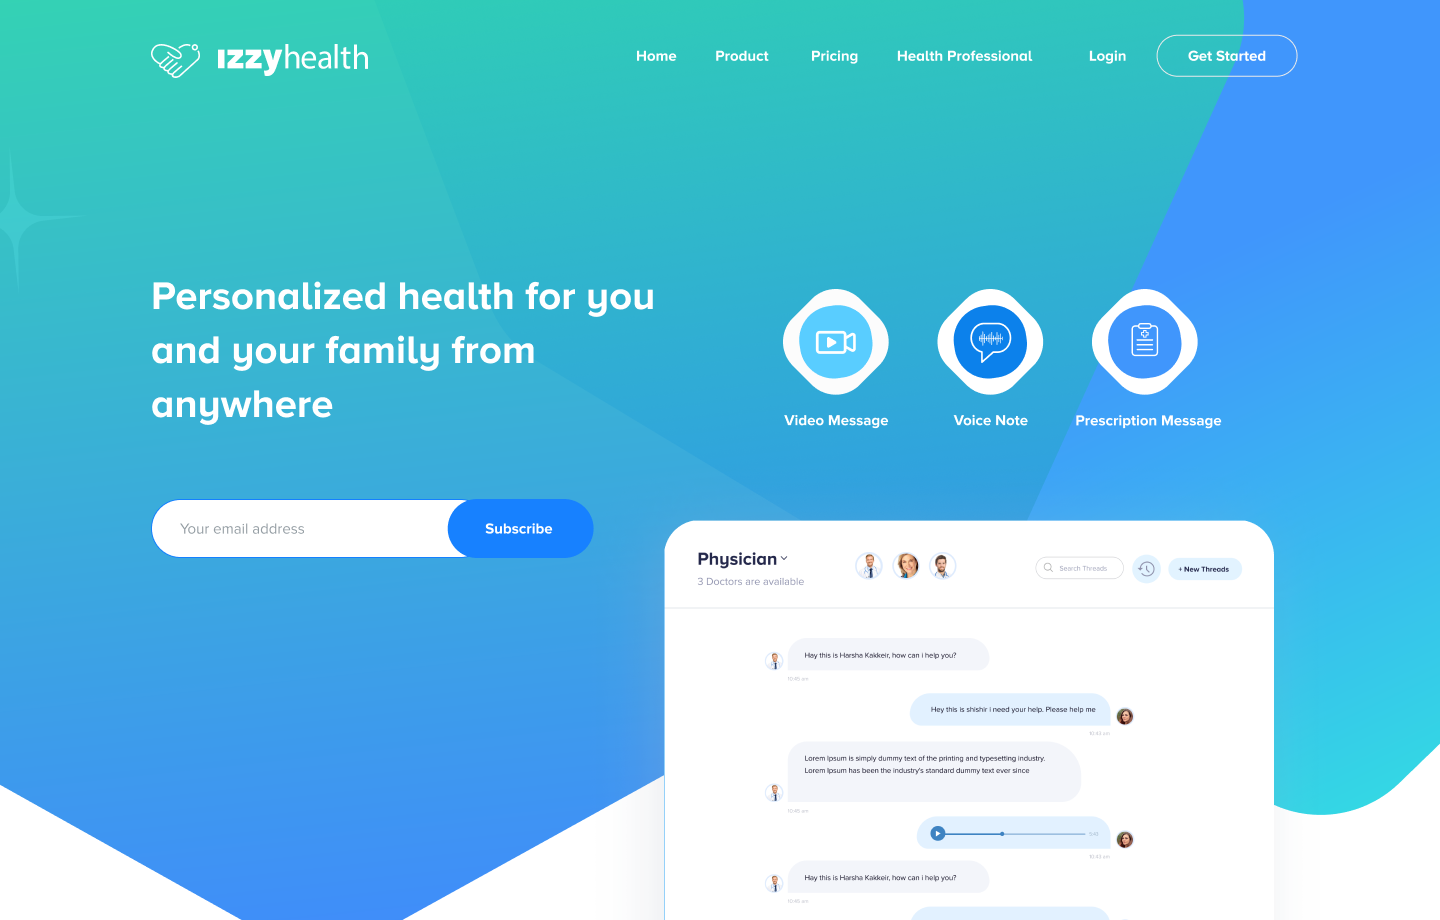 ızzyhealth
Home
Product
Pricing
Health Professional
Login
Get Started
Personalized health for you
and your family from
anywhere
Video Message
Voice Note
Prescription Message
Your email address
Subscribe
Physician
3 Doctors are available
Search Threads
+ New Threads
Hay this is Harsha Kakkeir, how can i help you?
10:45 am
Hey this is shishir i need your help. Please help me
10:43 am
Lorem Ipsum is simply dummy text of the printing and typesetting industry.
Lorem Ipsum has been the industry's standard dummy text ever since
10:45 am
10:43 am
Hay this is Harsha Kakkeir, how can i help you?
10:45 am